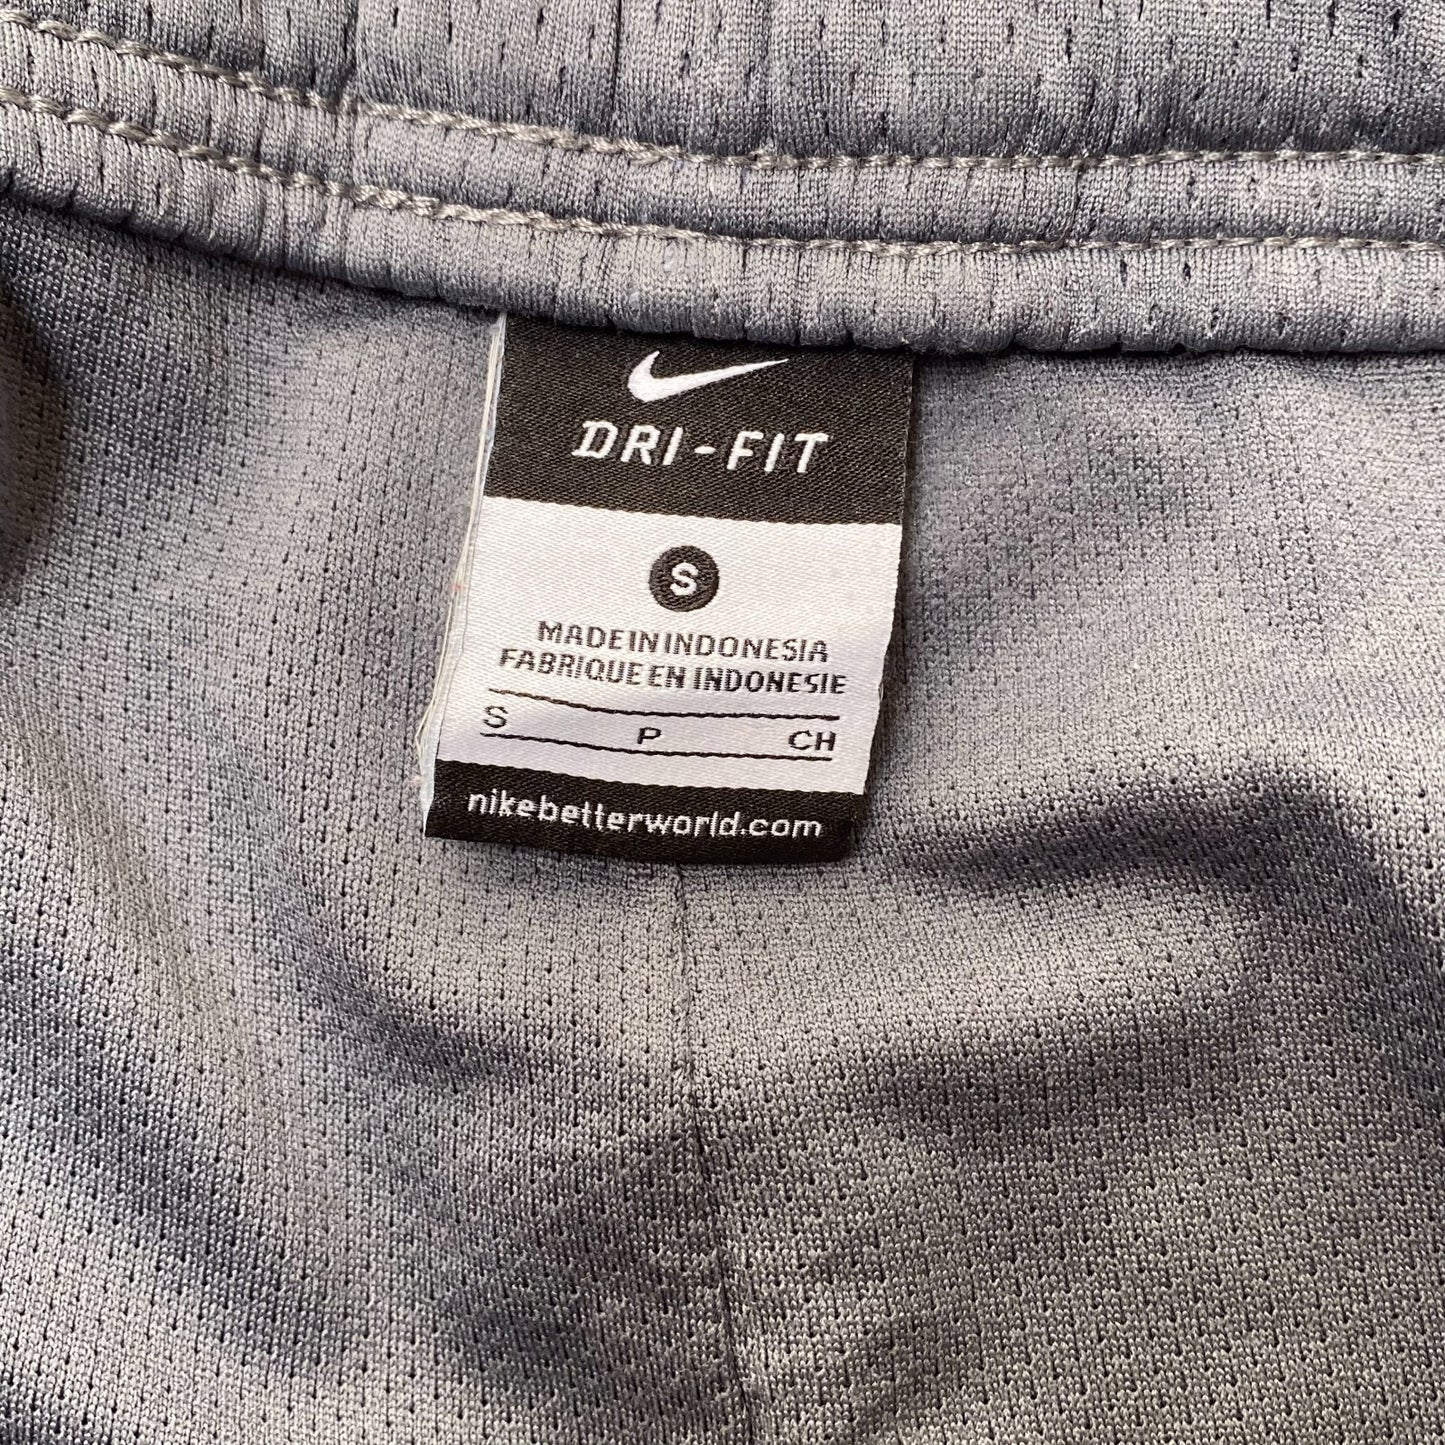 DRI-FIT
S
MADE IN INDONESIA
FABRIQUE EN INDONESIE
S P CH
nikebetterworld.com